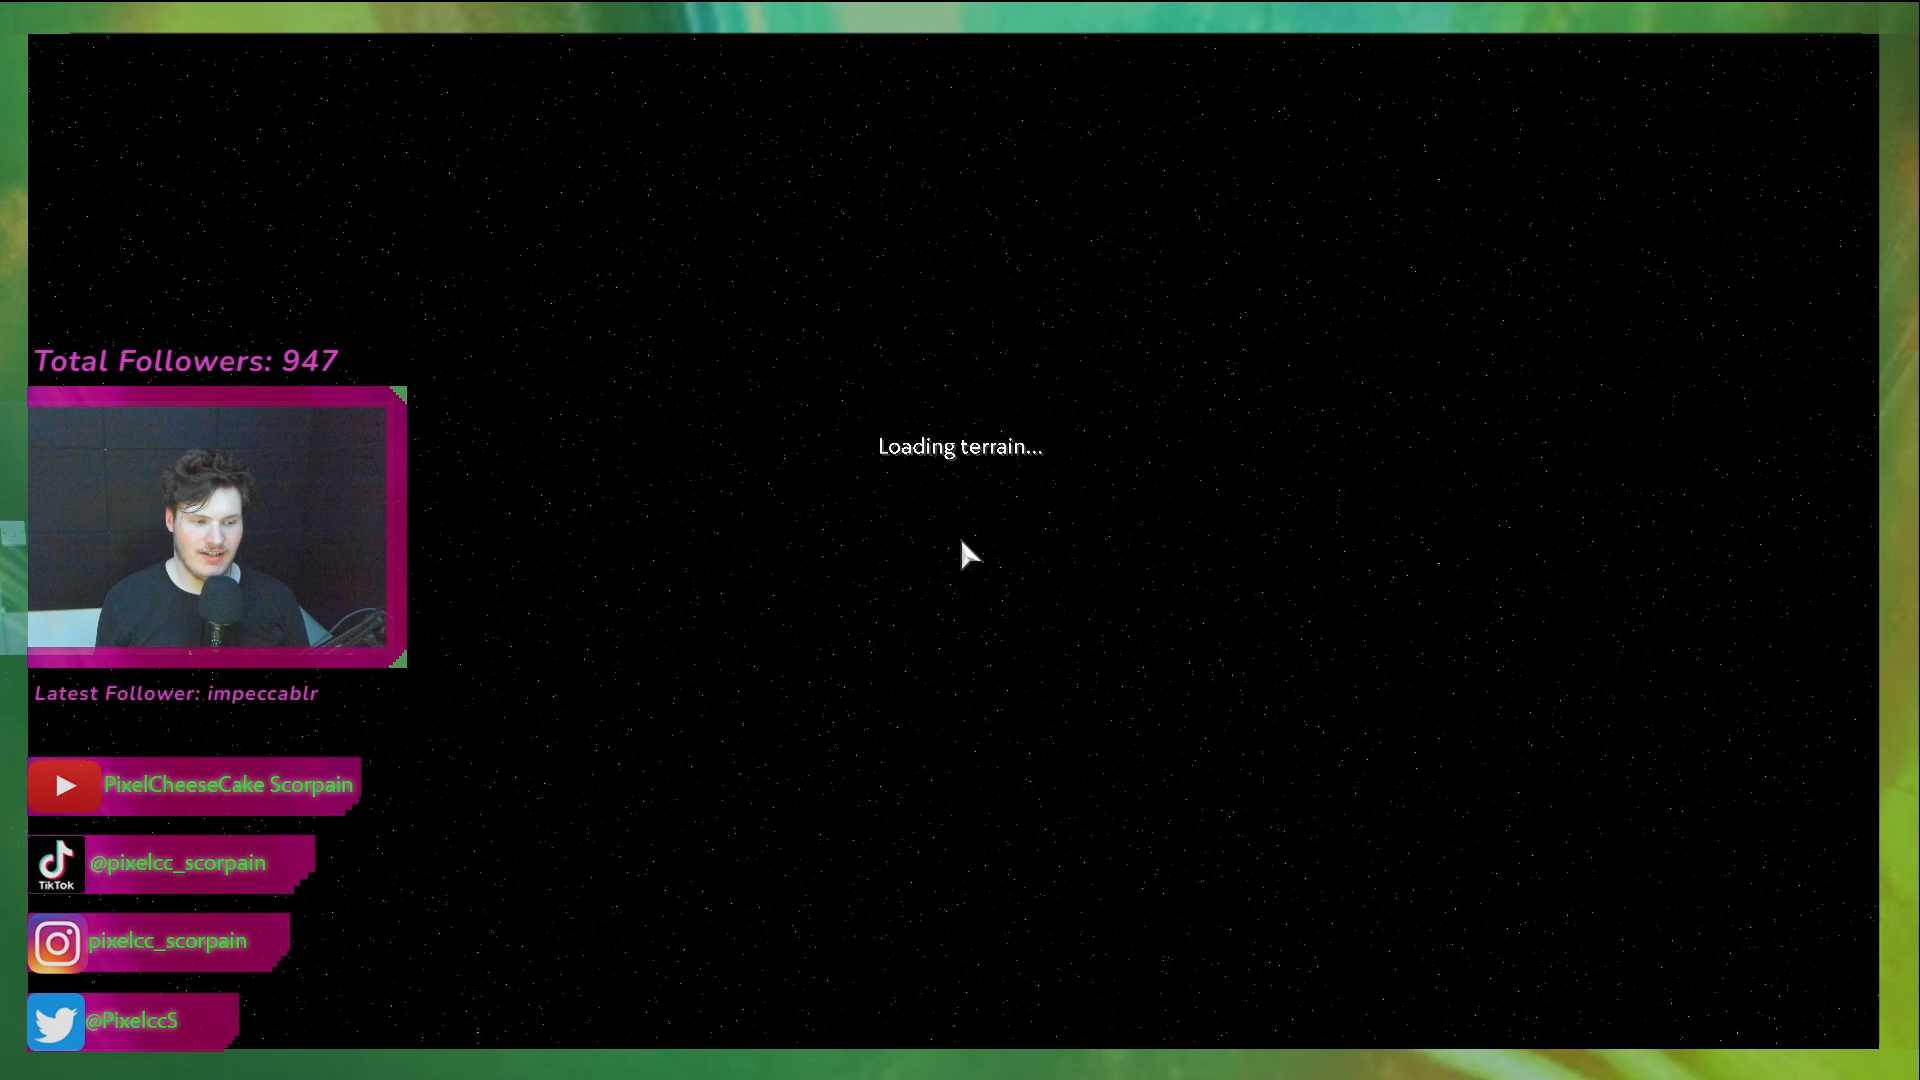 Total Followers: 947
Loading terrain...
Latest Follower: impeccablr
PixelCheeseCake Scorpain
TikTok
@pixelcc_scorpain
pixelcc_scorpain
@PixelccS